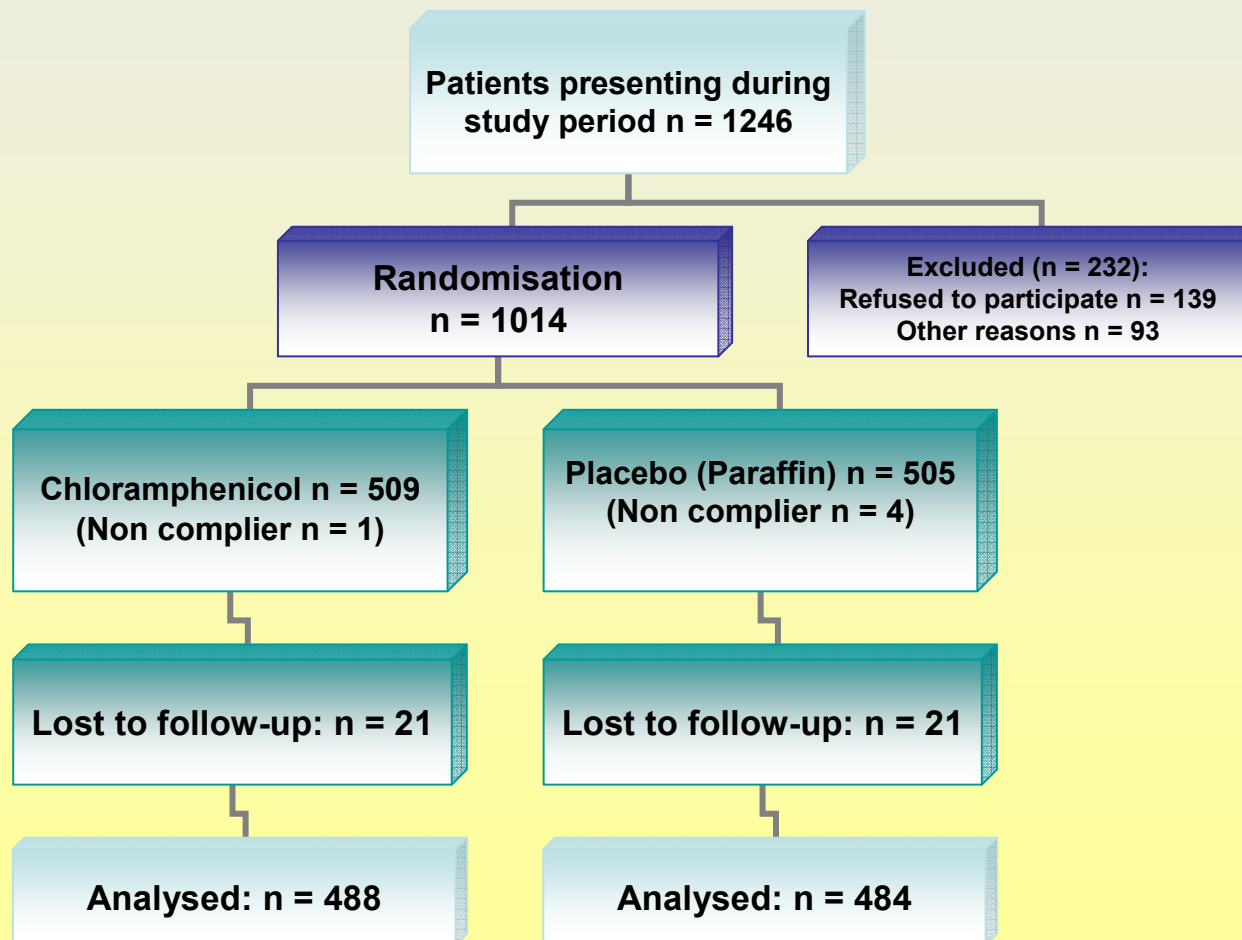 Patients presenting during
study period n = 1246
Randomisation
n = 1014
Excluded (n = 232):
Refused to participate n = 139
Other reasons n = 93
Chloramphenicol n = 509
(Non complier n = 1)
Placebo (Paraffin) n = 505
(Non complier n = 4)
Lost to follow-up: n = 21
Lost to follow-up: n = 21
Analysed: n = 488
Analysed: n = 484